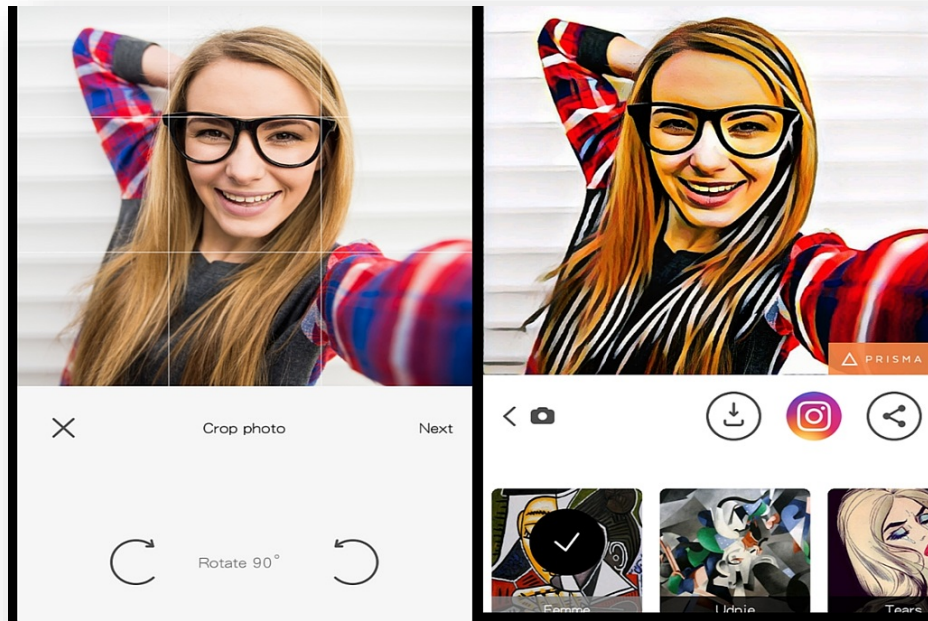 Crop photo
Next
Rotate 90°
PRISMA
Femme
Udnie
Tears